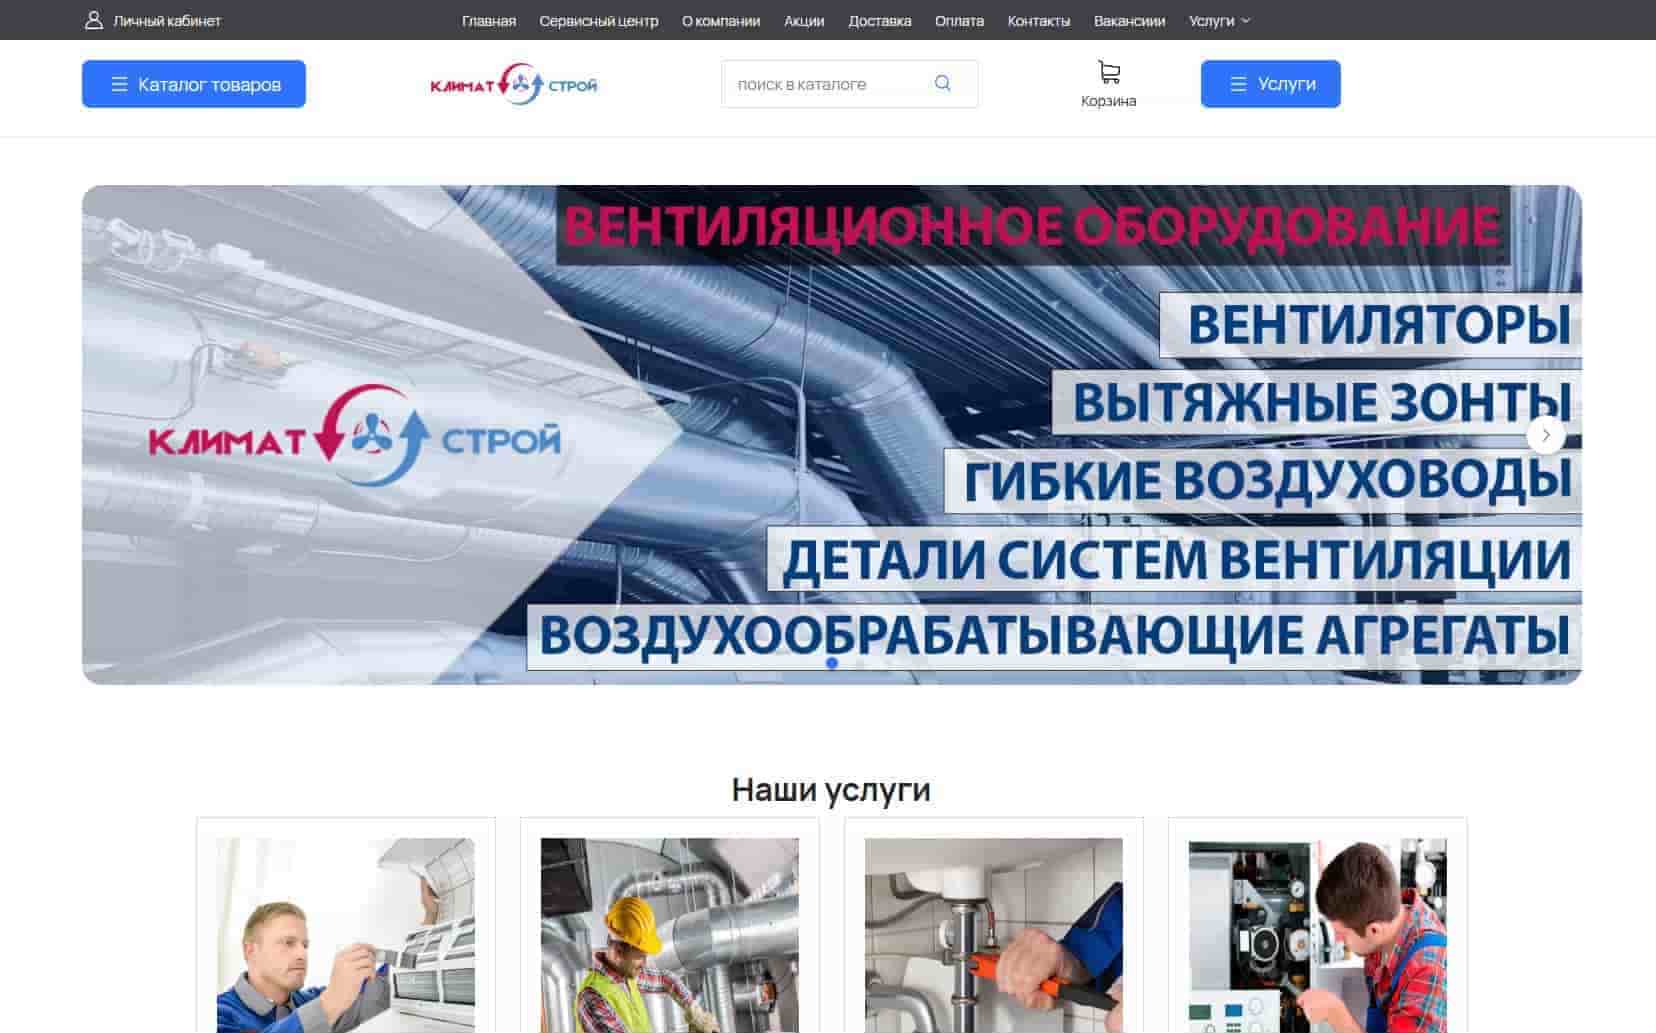 Личный кабинет Главная Сервисный центр О компании Акции Доставка Оплата Контакты Вакансиии Услуги
Каталог товаров КЛИМАТ СТРОЙ поиск в каталоге Корзина Услуги
ВЕНТИЛЯЦИОННОЕ ОБОРУДОВАНИЕ
ВЕНТИЛЯТОРЫ
ВЫТЯЖНЫЕ ЗОНТЫ
КЛИМАТ СТРОЙ
ГИБКИЕ ВОЗДУХОВОДЫ
ДЕТАЛИ СИСТЕМ ВЕНТИЛЯЦИИ
ВОЗДУХООБРАБАТЫВАЮЩИЕ АГРЕГАТЫ
Наши услуги